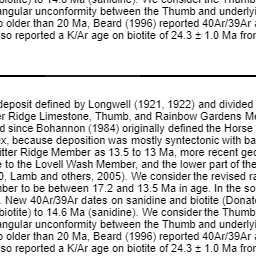 biotite) to 14.6 Ma (sanidine). We consider the Thumb
angular unconformity between the Thumb and underlyi
o older than 20 Ma, Beard (1996) reported 40Ar/39Ar a
so reported a K/Ar age on biotite of 24.3 ± 1.0 Ma fror
deposit defined by Longwell (1921, 1922) and divided
er Ridge Limestone, Thumb, and Rainbow Gardens Me
d since Bohannon (1984) originally defined the Horse
ex, because deposition was mostly syntectonic with ba
itter Ridge Member as 13.5 to 13 Ma, more recent geo
e to the Lovell Wash Member, and the lower part of the
0, Lamb and others, 2005). We consider the revised ra
mber to be between 17.2 and 13.5 Ma in age. In the so
. New 40Ar/39Ar dates on sanidine and biotite (Donat
biotite) to 14.6 Ma (sanidine). We consider the Thumb
angular unconformity between the Thumb and underlyi
o older than 20 Ma, Beard (1996) reported 40Ar/39Ar a
so reported a K/Ar age on biotite of 24.3 ± 1.0 Ma fror